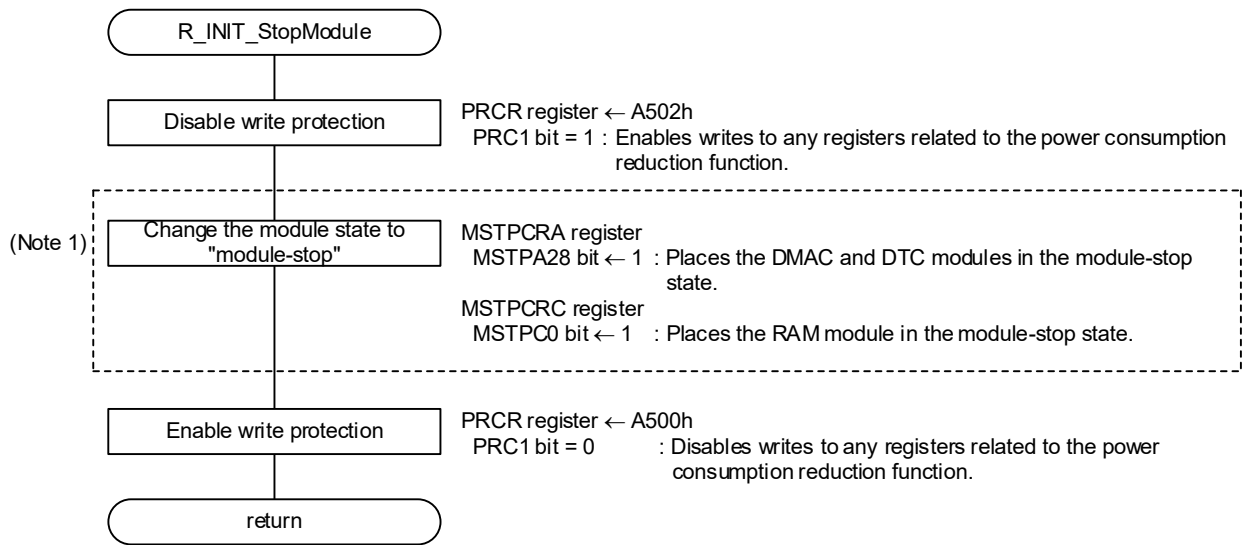 R_INIT_StopModule
Disable write protection
PRCR register ← A502h
PRC1 bit = 1 : Enables writes to any registers related to the power consumption
reduction function.
(Note 1)
Change the module state to
"module-stop"
MSTPCRA register
MSTPA28 bit ← 1 : Places the DMAC and DTC modules in the module-stop
state.
MSTPCRC register
MSTPC0 bit ← 1 : Places the RAM module in the module-stop state.
Enable write protection
PRCR register ← A500h
PRC1 bit = 0 : Disables writes to any registers related to the power
consumption reduction function.
return